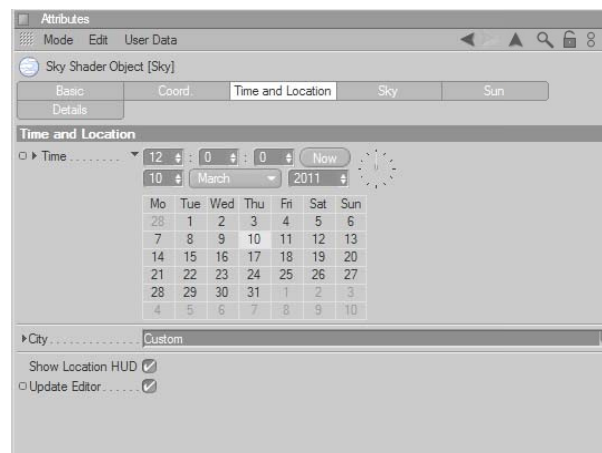 Attributes
Mode Edit User Data
Sky Shader Object [Sky]
Basic Coord. Time and Location Sky Sun
Details
Time and Location
Time . . . . . . . . 12 : 0 : 0 Now
10 March 2011
Mo Tue Wed Thu Fri Sat Sun
28 1 2 3 4 5 6
7 8 9 10 11 12 13
14 15 16 17 18 19 20
21 22 23 24 25 26 27
28 29 30 31 1 2 3
4 5 6 7 8 9 10
City . . . . . . . . . . . . . Custom
Show Location HUD
Update Editor . . . . . .